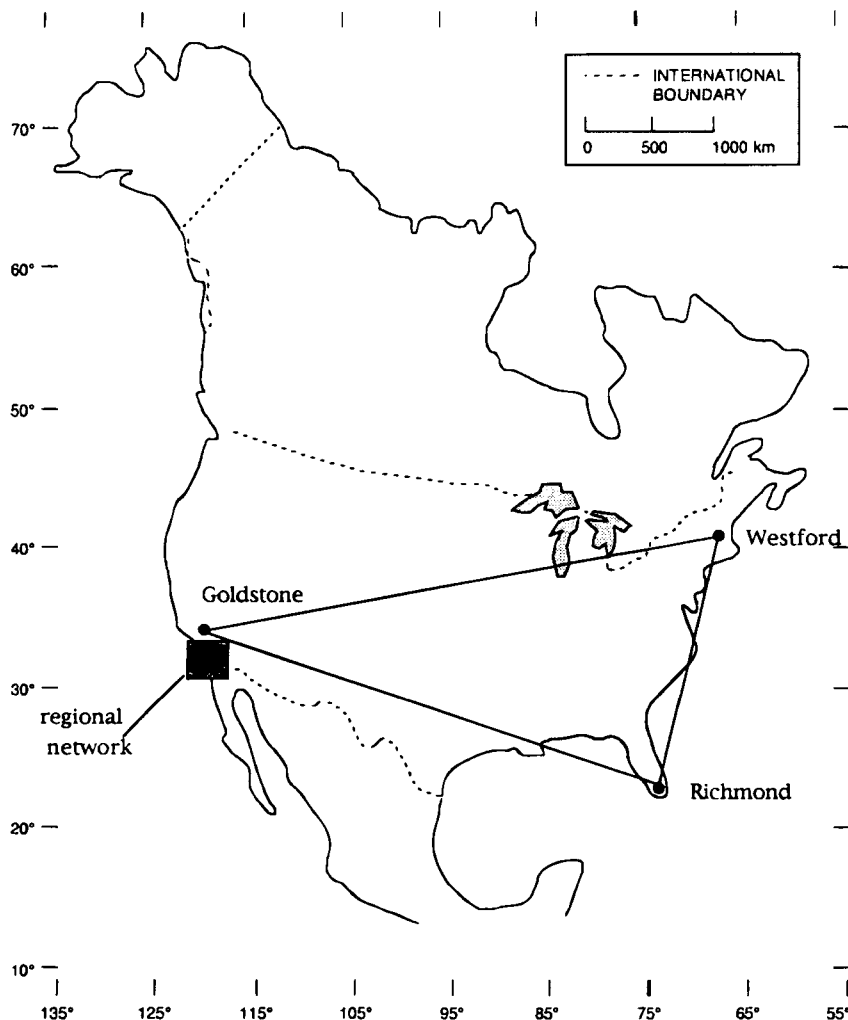 INTERNATIONAL
BOUNDARY
0 500 1000 km
70°
60°
50°
40°
30°
20°
10°
Westford
Goldstone
regional
network
Richmond
135° 125° 115° 105° 95° 85° 75° 65° 55°